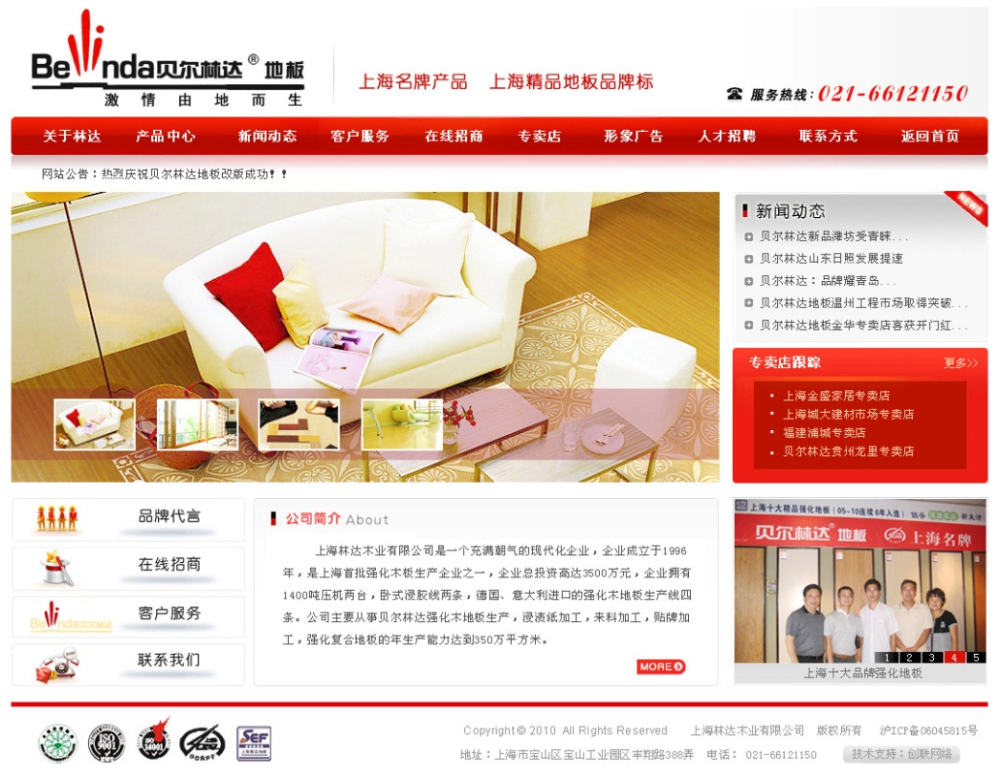 Bellinda贝尔林达®地板
激情由地而生
上海名牌产品 上海精品地板品牌标
服务热线:021-66121150
关于林达 产品中心 新闻动态 客户服务 在线招商 专卖店 形象广告 人才招聘 联系方式 返回首页
网站公告:热烈庆祝贝尔林达地板改版成功!!
NEWS
新闻动态
贝尔林达新品潍坊受青睐...
贝尔林达山东日照发展提速
贝尔林达:品牌耀青岛...
贝尔林达地板温州工程市场取得突破...
贝尔林达地板金华专卖店喜获开门红...
专卖店跟踪 更多>>
上海金盛家居专卖店
上海城大建材市场专卖店
福建浦城专卖店
贝尔林达贵州龙里专卖店
品牌代言
在线招商
客户服务
Bellinda贝尔林达
联系我们
公司简介 About
上海林达木业有限公司是一个充满朝气的现代化企业,企业成立于1996
年,是上海首批强化木板生产企业之一,企业总投资高达3500万元,企业拥有
1400吨压机两台,卧式浸胶线两条,德国、意大利进口的强化木地板生产线四
条。公司主要从事贝尔林达强化木地板生产,浸渍纸加工,来料加工,贴牌加
工,强化复合地板的年生产能力达到350万平方米。
MORE
上海十大精品强化地板(05-10连续6年入选)
贝尔林达®地板 上海名牌
1 2 3 4 5
上海十大品牌强化地板
ISO 9001
ISO 14001
SEF
Copyright© 2010 All Rights Reserved 上海林达木业有限公司 版权所有 沪ICP备06045815号
地址:上海市宝山区宝山工业园区丰翔路388弄 电话: 021-66121150 技术支持:创联网络